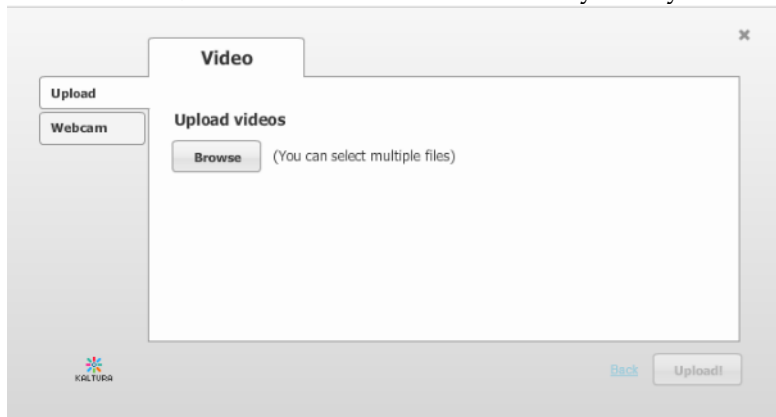 Video
Upload
Webcam
Upload videos
Browse (You can select multiple files)
KALTURA
Back Upload!